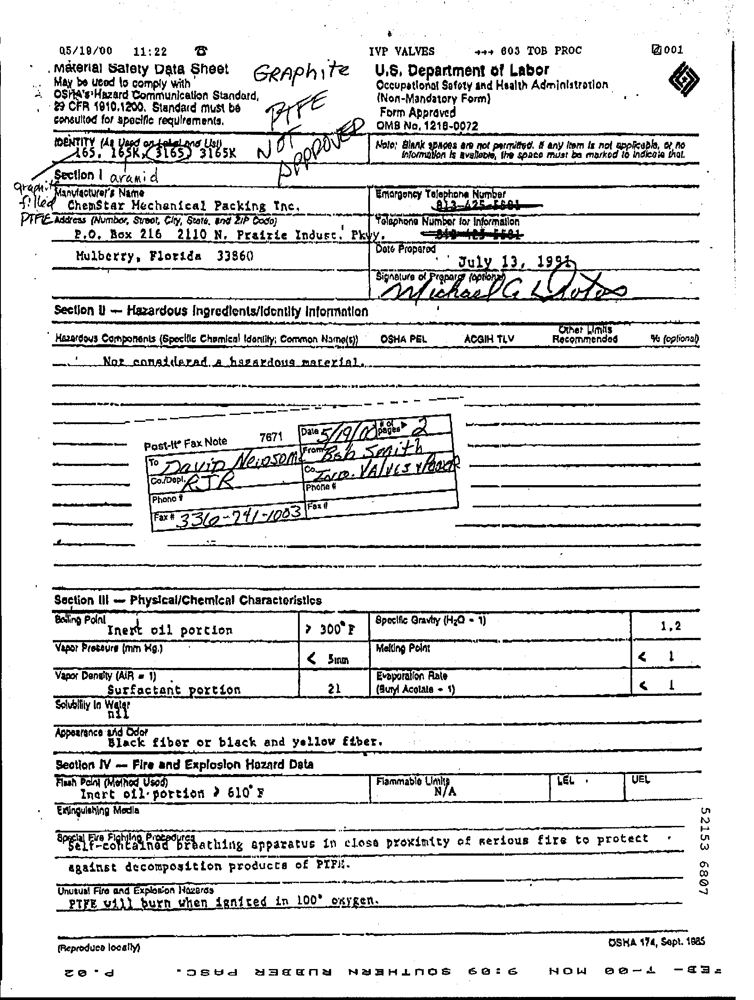 05/19/00 11:22 ☎ IVP VALVES +++ 803 TOB PROC 001
Material Safety Data Sheet
May be used to comply with
OSHA's Hazard Communication Standard,
29 CFR 1910.1200. Standard must be
consulted for specific requirements.
GRAPHITE
PTFE
NOT
APPROVED
U.S. Department of Labor
Occupational Safety and Health Administration
(Non-Mandatory Form)
Form Approved
OMB No. 1218-0072
IDENTITY (As Used on Label and List)
165, 165K, 3165, 3165K
Note: Blank spaces are not permitted. If any item is not applicable, or no
information is available, the space must be marked to indicate that.
Section I aramid
graphite
filled
PTFE
Manufacturer's Name
ChemStar Mechanical Packing Inc.
Emergency Telephone Number
813-425-5501
Address (Number, Street, City, State, and ZIP Code)
P.O. Box 216 2110 N. Prairie Indust. Pkwy.
Telephone Number for Information
Mulberry, Florida 33860
Date Prepared
July 13, 1991
Signature of Preparer (optional)
Michael G.
Section II — Hazardous Ingredients/Identity Information
Hazardous Components (Specific Chemical Identity; Common Name(s)) OSHA PEL ACGIH TLV Other Limits Recommended % (optional)
Not considered a hazardous material.
Post-It® Fax Note 7671
Date 5/19/00 # of pages 2
To David Newsome
From Bob Smith
Co./Dept. RJR
Co. Indo. Valves &
Phone #
Phone #
Fax # 336-741-1003
Fax #
Section III — Physical/Chemical Characteristics
Boiling Point
Inert oil portion > 300°F
Specific Gravity (H2O = 1) 1.2
Vapor Pressure (mm Hg.) < 5mm
Melting Point < 1
Vapor Density (AIR = 1)
Surfactant portion 21
Evaporation Rate
(Butyl Acetate = 1) < 1
Solubility in Water
nil
Appearance and Odor
Black fiber or black and yellow fiber.
Section IV — Fire and Explosion Hazard Data
Flash Point (Method Used)
Inert oil portion > 610°F
Flammable Limits
N/A
LEL
UEL
Extinguishing Media
Special Fire Fighting Procedures
Self-contained breathing apparatus in close proximity of serious fire to protect
against decomposition products of PTFE.
Unusual Fire and Explosion Hazards
PTFE will burn when ignited in 100° oxygen.
52153 6807
(Reproduce locally)
OSHA 174, Sept. 1985
FEB- 1-00 MON 9:09 SOUTHERN RUBBER PASC. P.02